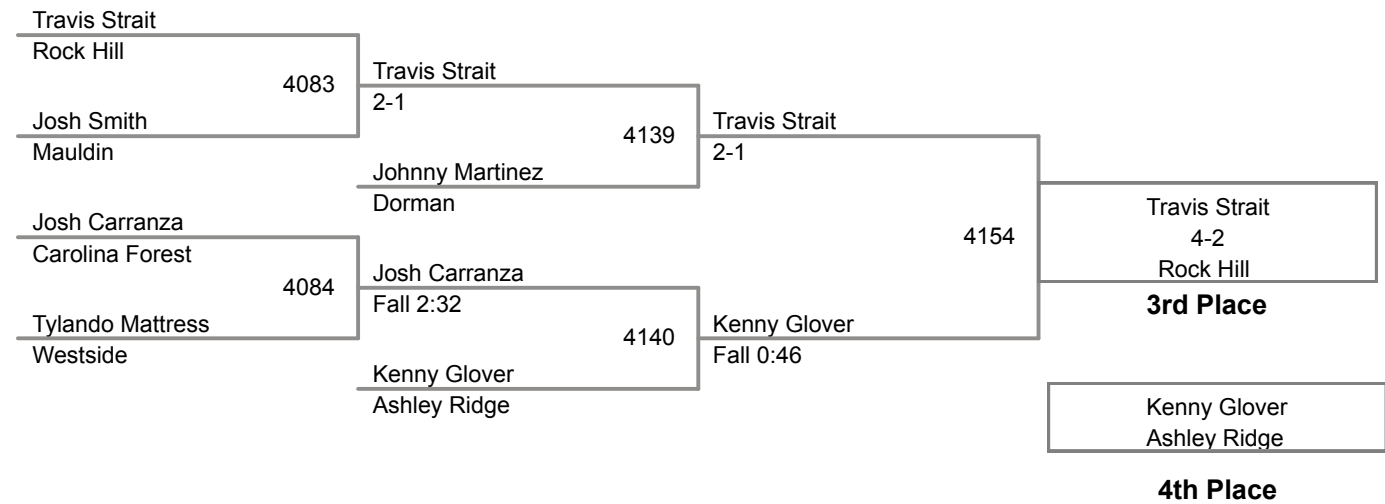 Travis Strait
Rock Hill
4083
Josh Smith
Mauldin
Josh Carranza
Carolina Forest
4084
Tylando Mattress
Westside
Travis Strait
2-1
4139
Johnny Martinez
Dorman
Josh Carranza
Fall 2:32
4140
Kenny Glover
Ashley Ridge
Travis Strait
2-1
4154
Kenny Glover
Fall 0:46
Travis Strait
4-2
Rock Hill
3rd Place
Kenny Glover
Ashley Ridge
4th Place